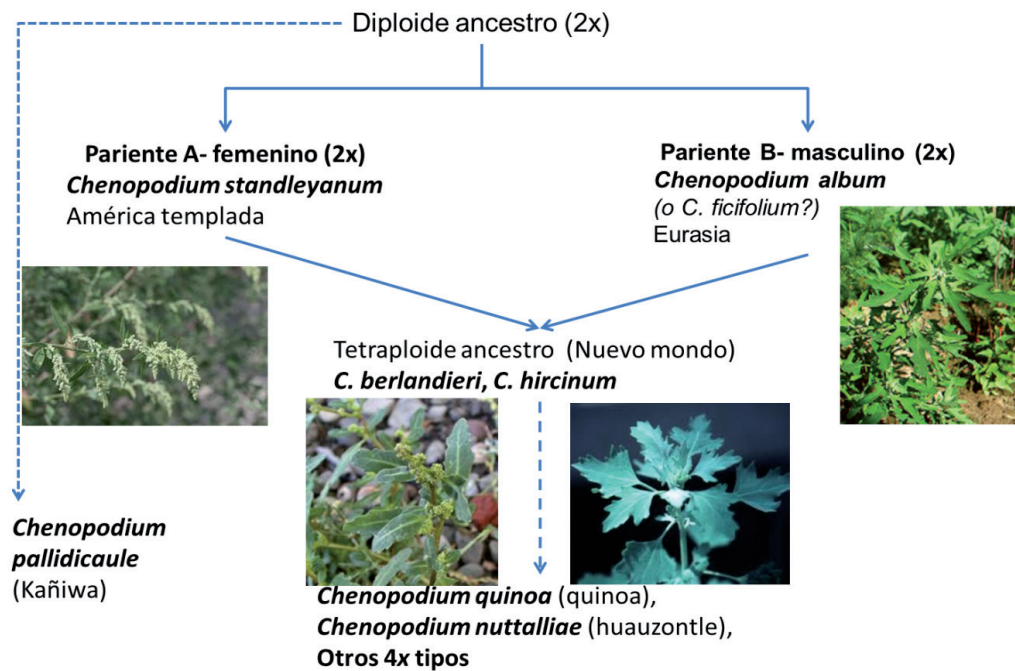 Diploide ancestro (2x)
Pariente A- femenino (2x)
Chenopodium standleyanum
América templada
Pariente B- masculino (2x)
Chenopodium album
(o C. ficifolium?)
Eurasia
Tetraploide ancestro (Nuevo mondo)
C. berlandieri, C. hircinum
Chenopodium
pallidicaule
(Kañiwa)
Chenopodium quinoa (quinoa),
Chenopodium nuttalliae (huauzontle),
Otros 4x tipos